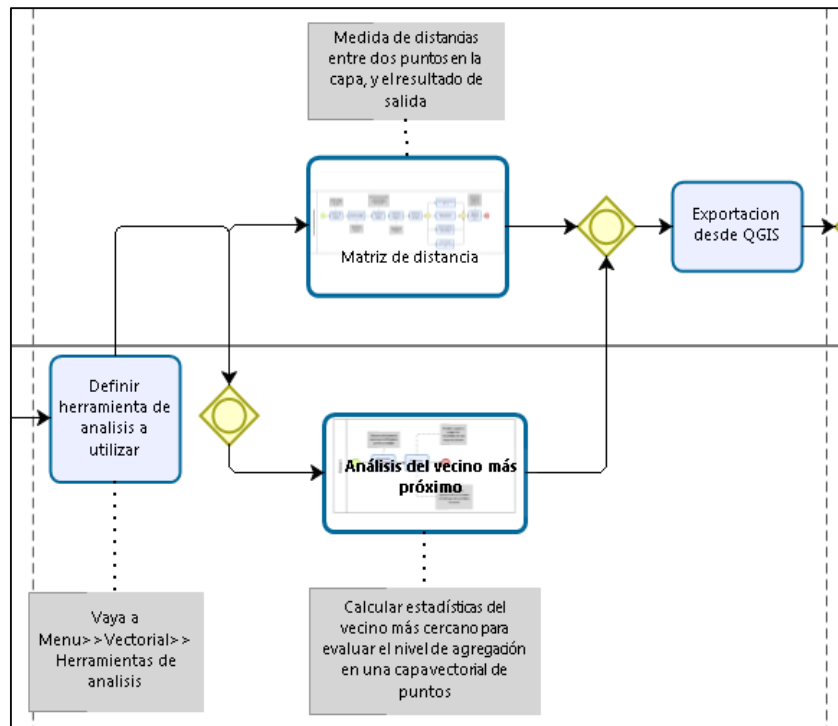 Medida de distancias
entre dos puntos en la
capa, y el resultado de
salida
Matriz de distancia
Exportacion
desde QGIS
Definir
herramienta de
analisis a
utilizar
Análisis del vecino más
próximo
Vaya a
Menu>>Vectorial>>
Herramientas de
analisis
Calcular estadísticas del
vecino más cercano para
evaluar el nivel de agregación
en una capa vectorial de
puntos